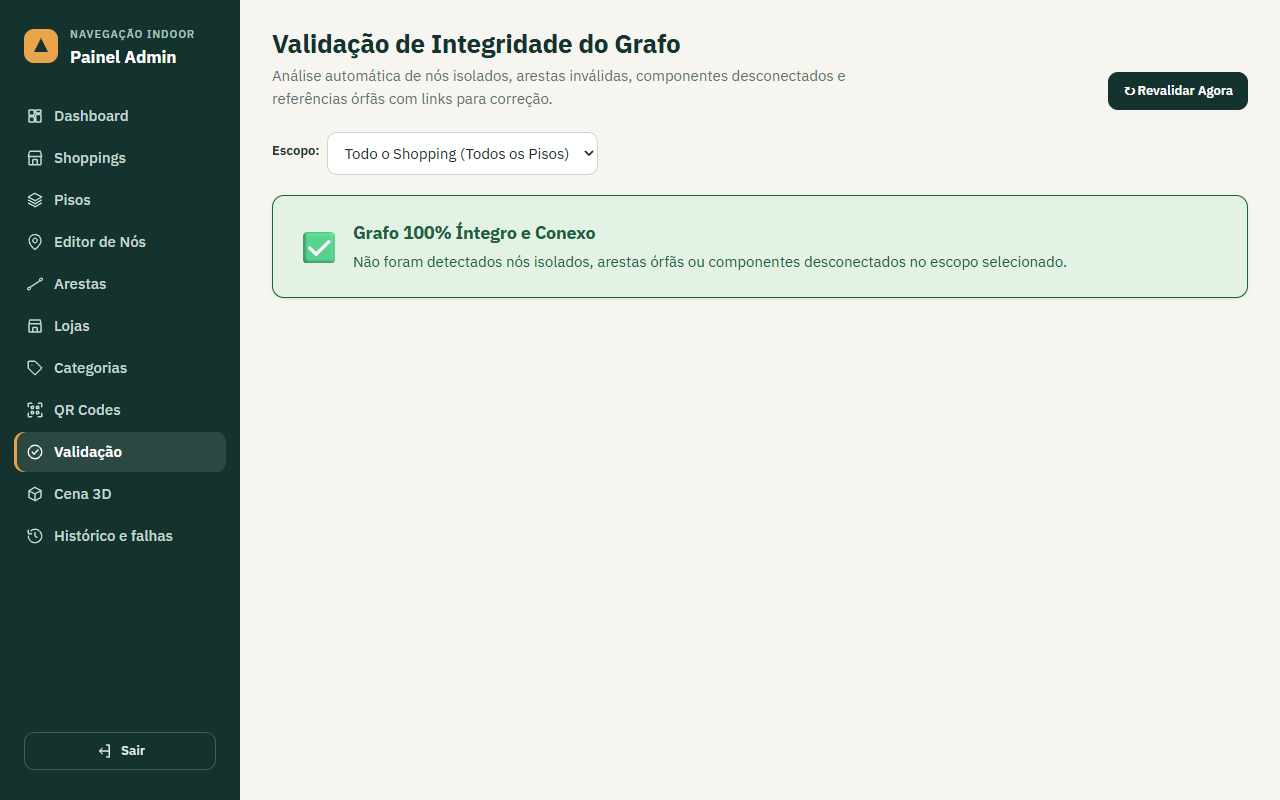 NAVEGAÇÃO INDOOR
Painel Admin
Dashboard
Shoppings
Pisos
Editor de Nós
Arestas
Lojas
Categorias
QR Codes
Validação
Cena 3D
Histórico e falhas
Sair
Validação de Integridade do Grafo
Análise automática de nós isolados, arestas inválidas, componentes desconectados e
referências órfãs com links para correção.
↻ Revalidar Agora
Escopo: Todo o Shopping (Todos os Pisos)
Grafo 100% Íntegro e Conexo
Não foram detectados nós isolados, arestas órfãs ou componentes desconectados no escopo selecionado.